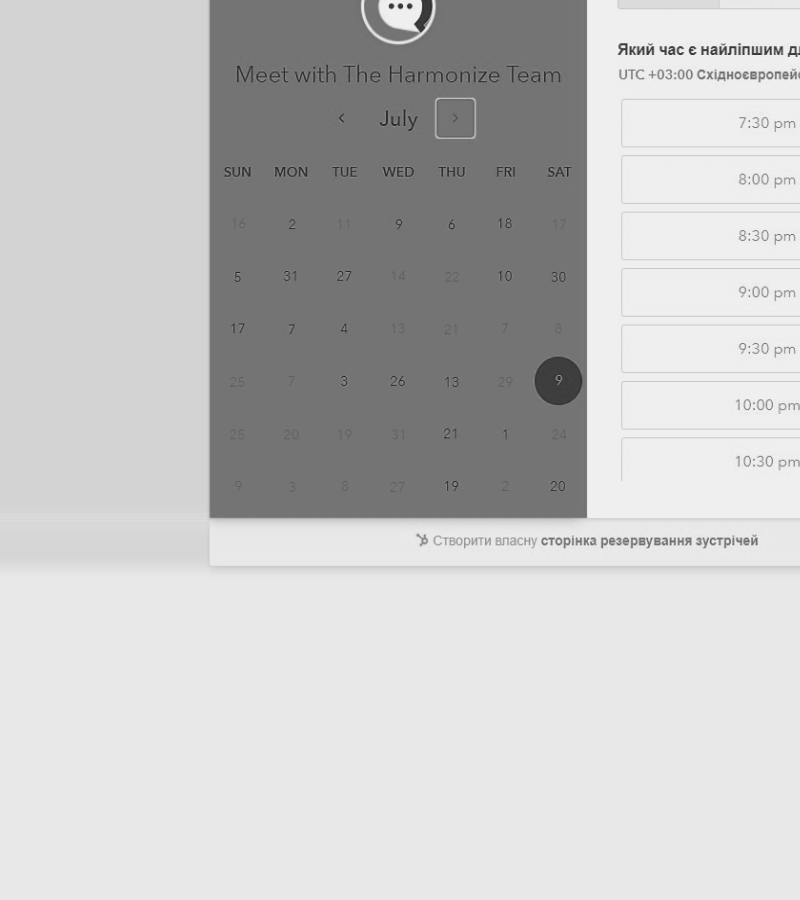 Meet with The Harmonize Team
July
SUN MON TUE WED THU FRI SAT
16 2 11 9 6 18 17
5 31 27 14 22 10 30
17 7 4 13 21 7 8
25 7 3 26 13 29 9
25 20 19 31 21 1 24
9 3 8 27 19 2 20
Який час є найліпшим
UTC +03:00
7:30 pm
8:00 pm
8:30 pm
9:00 pm
9:30 pm
10:00 pm
10:30 pm
Створити власну сторінка резервування зустрічей